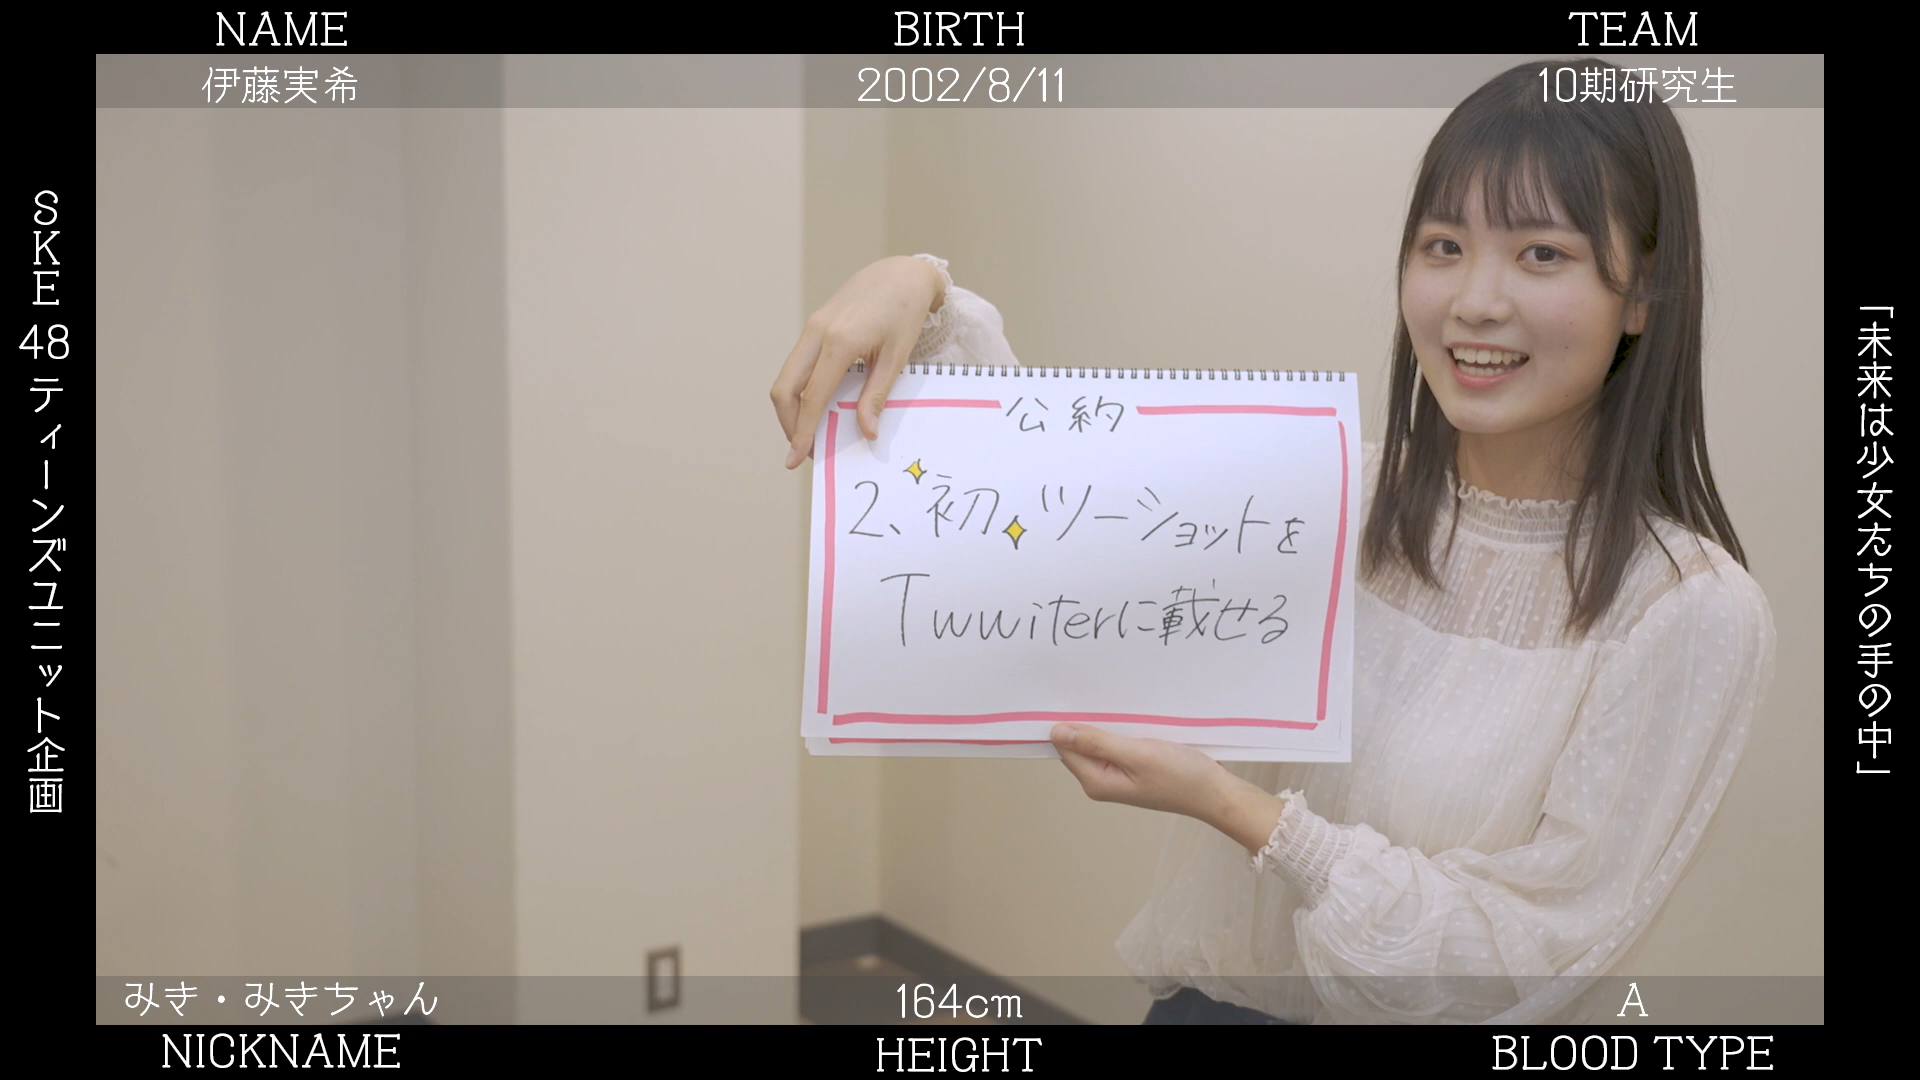 NAME
伊藤実希
BIRTH
2002/8/11
TEAM
10期研究生
SKE48ティーンズユニット企画
公約
2、初ツーショットを
Twwiterに載せる
「未来は少女たちの手の中」
みき・みきちゃん
NICKNAME
164cm
HEIGHT
A
BLOOD TYPE